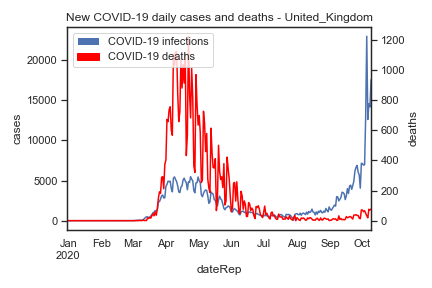 New COVID-19 daily cases and deaths - United_Kingdom
COVID-19 infections
COVID-19 deaths
cases
20000
15000
10000
5000
0
deaths
1200
1000
800
600
400
200
0
Jan Feb Mar Apr May Jun Jul Aug Sep Oct
2020
dateRep